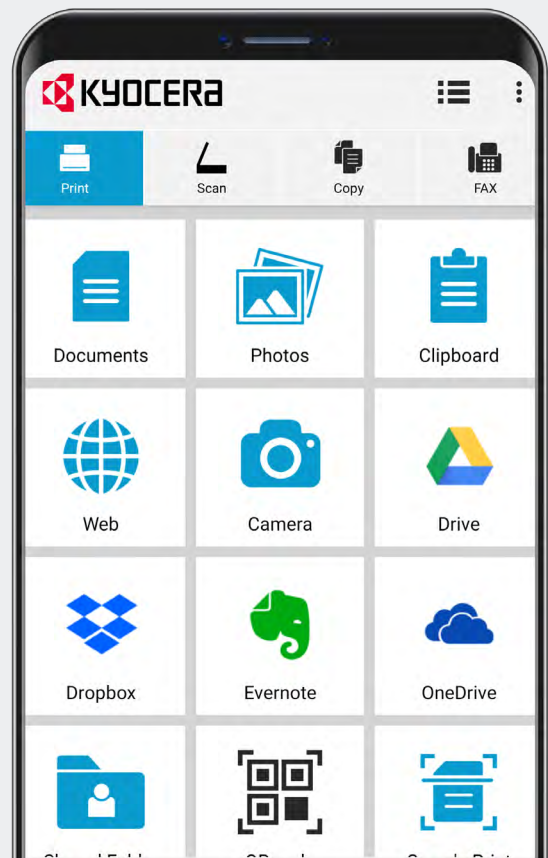 KYOCERA
Print Scan Copy FAX
Documents Photos Clipboard
Web Camera Drive
Dropbox Evernote OneDrive